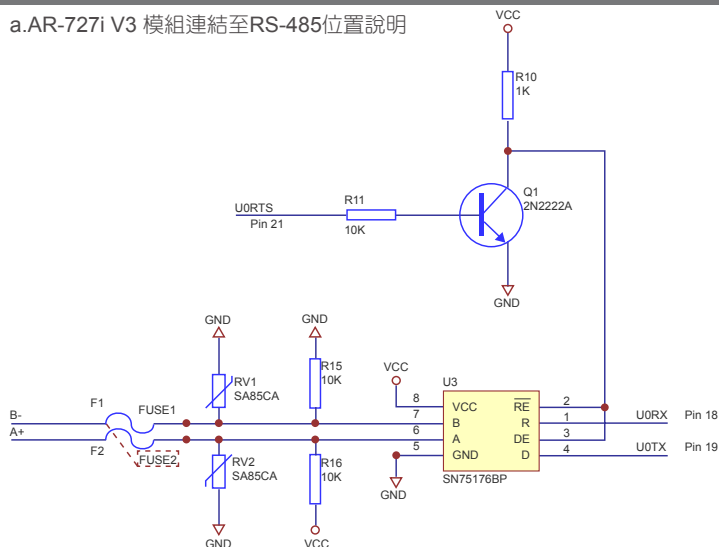 a.AR-727i V3 模組連結至RS-485位置說明
VCC
R10
1K
Q1
2N2222A
R11
10K
U0RTS
Pin 21
GND
GND
GND
RV1
SA85CA
R15
10K
VCC
U3
F1
FUSE1
B-
A+
F2
FUSE2
8
7
6
5
VCC
B
A
GND
RE
R
DE
D
2
1
3
4
U0RX
Pin 18
U0TX
Pin 19
RV2
SA85CA
R16
10K
GND
SN75176BP
GND
VCC